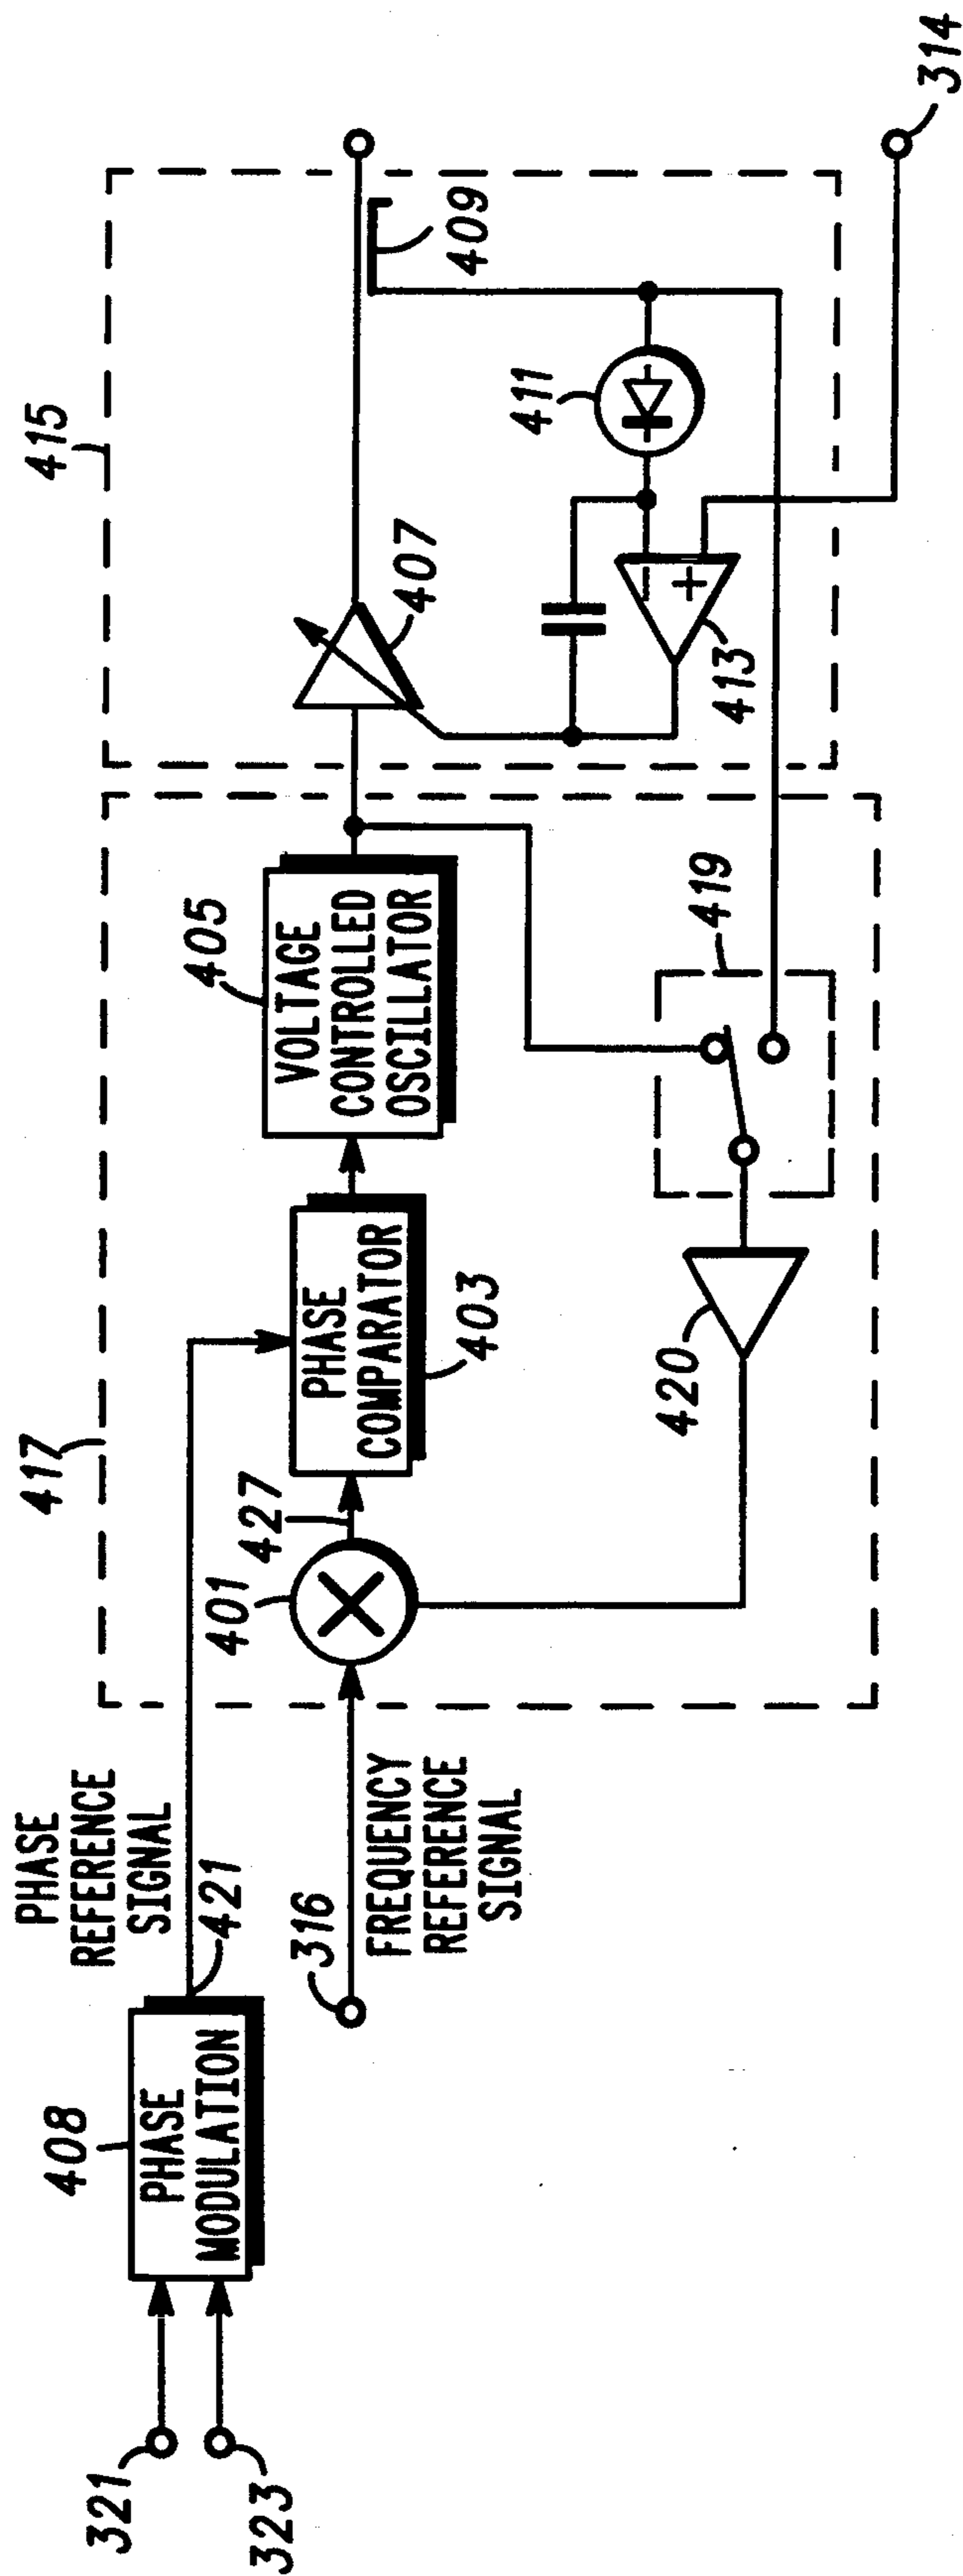 321
323
408
PHASE
MODULATION
PHASE
REFERENCE
SIGNAL
421
316
FREQUENCY
REFERENCE
SIGNAL
417
401
427
PHASE
COMPARATOR
403
405
VOLTAGE
CONTROLLED
OSCILLATOR
420
419
415
407
409
411
−
+
413
314